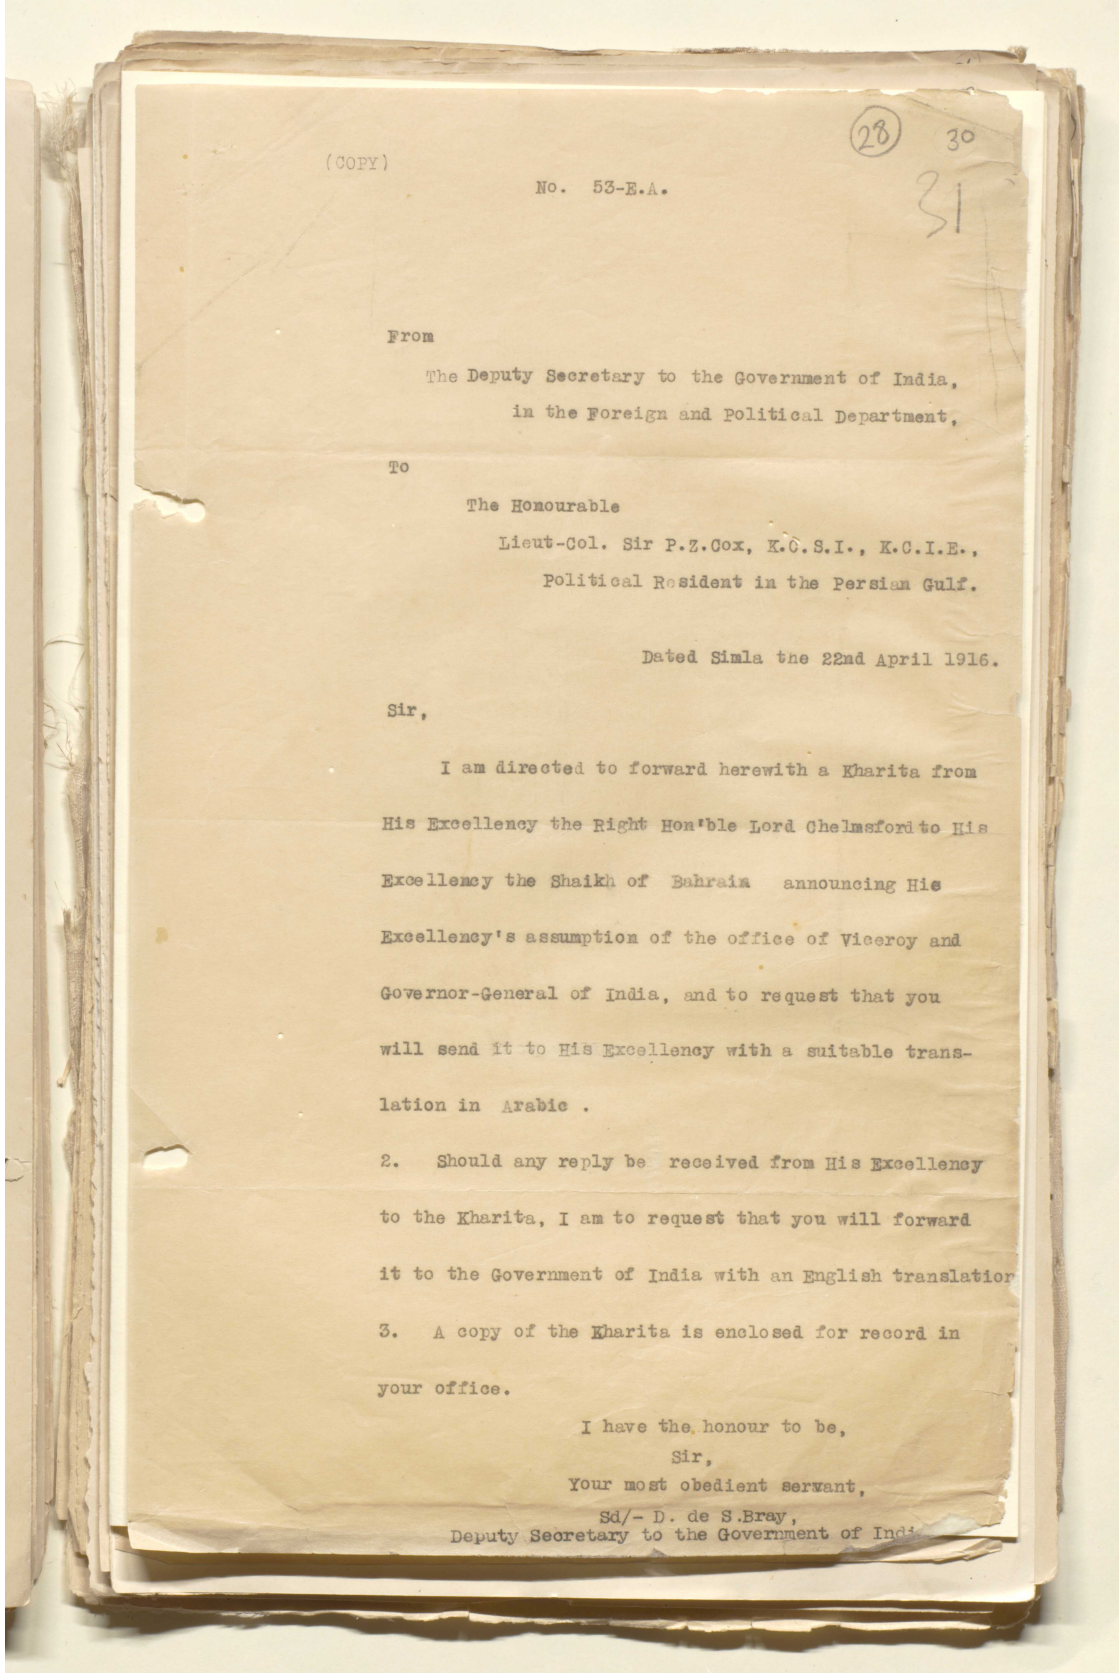 28 30
(COPY)
No. 53-E.A.
31
From
The Deputy Secretary to the Government of India,
in the Foreign and Political Department,
To
The Honourable
Lieut-Col. Sir P.Z.Cox, K.C.S.I., K.C.I.E.,
Political Resident in the Persian Gulf.
Dated Simla the 22nd April 1916.
Sir,
I am directed to forward herewith a Kharita from
His Excellency the Right Hon'ble Lord Chelmsford to His
Excellency the Shaikh of Bahrain announcing His
Excellency's assumption of the office of Viceroy and
Governor-General of India, and to request that you
will send it to His Excellency with a suitable trans-
lation in Arabic .
2. Should any reply be received from His Excellency
to the Kharita, I am to request that you will forward
it to the Government of India with an English translation
3. A copy of the Kharita is enclosed for record in
your office.
I have the honour to be,
Sir,
Your most obedient servant,
Sd/- D. de S.Bray,
Deputy Secretary to the Government of Indi